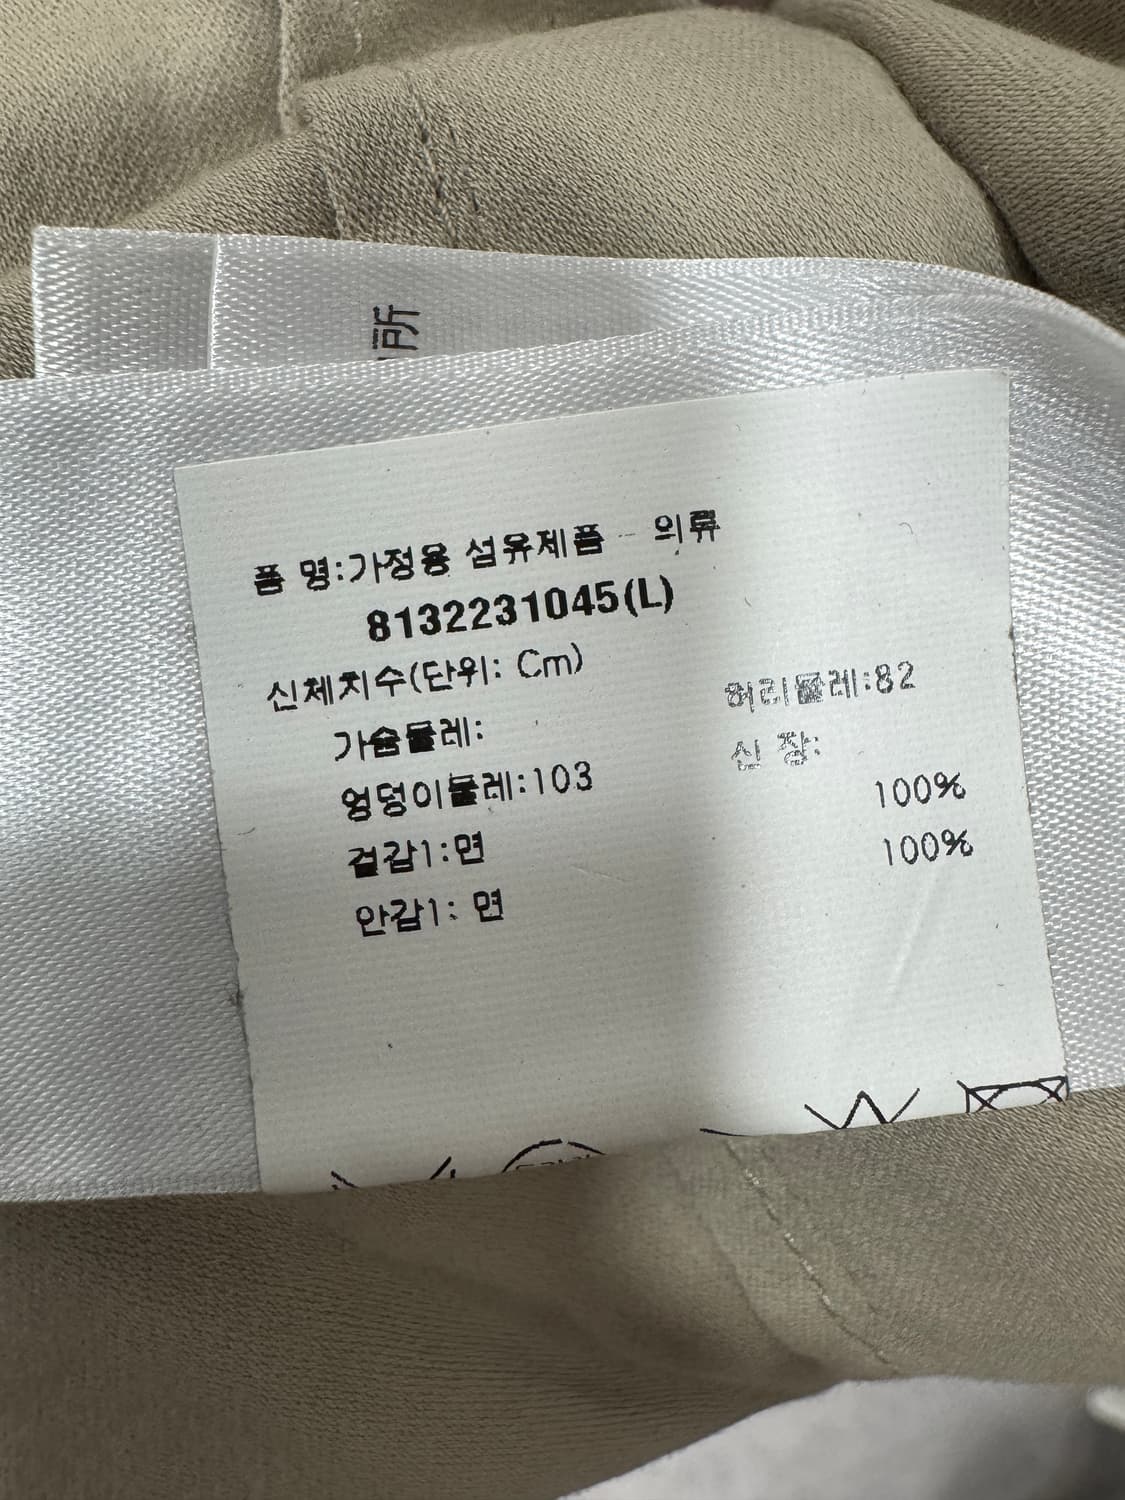 所
품 명:가정용 섬유제품 - 의류
8132231045(L)
신체치수(단위: Cm)
가슴둘레: 허리둘레:82
엉덩이둘레:103 신 장:
겉감1:면 100%
안감1: 면 100%